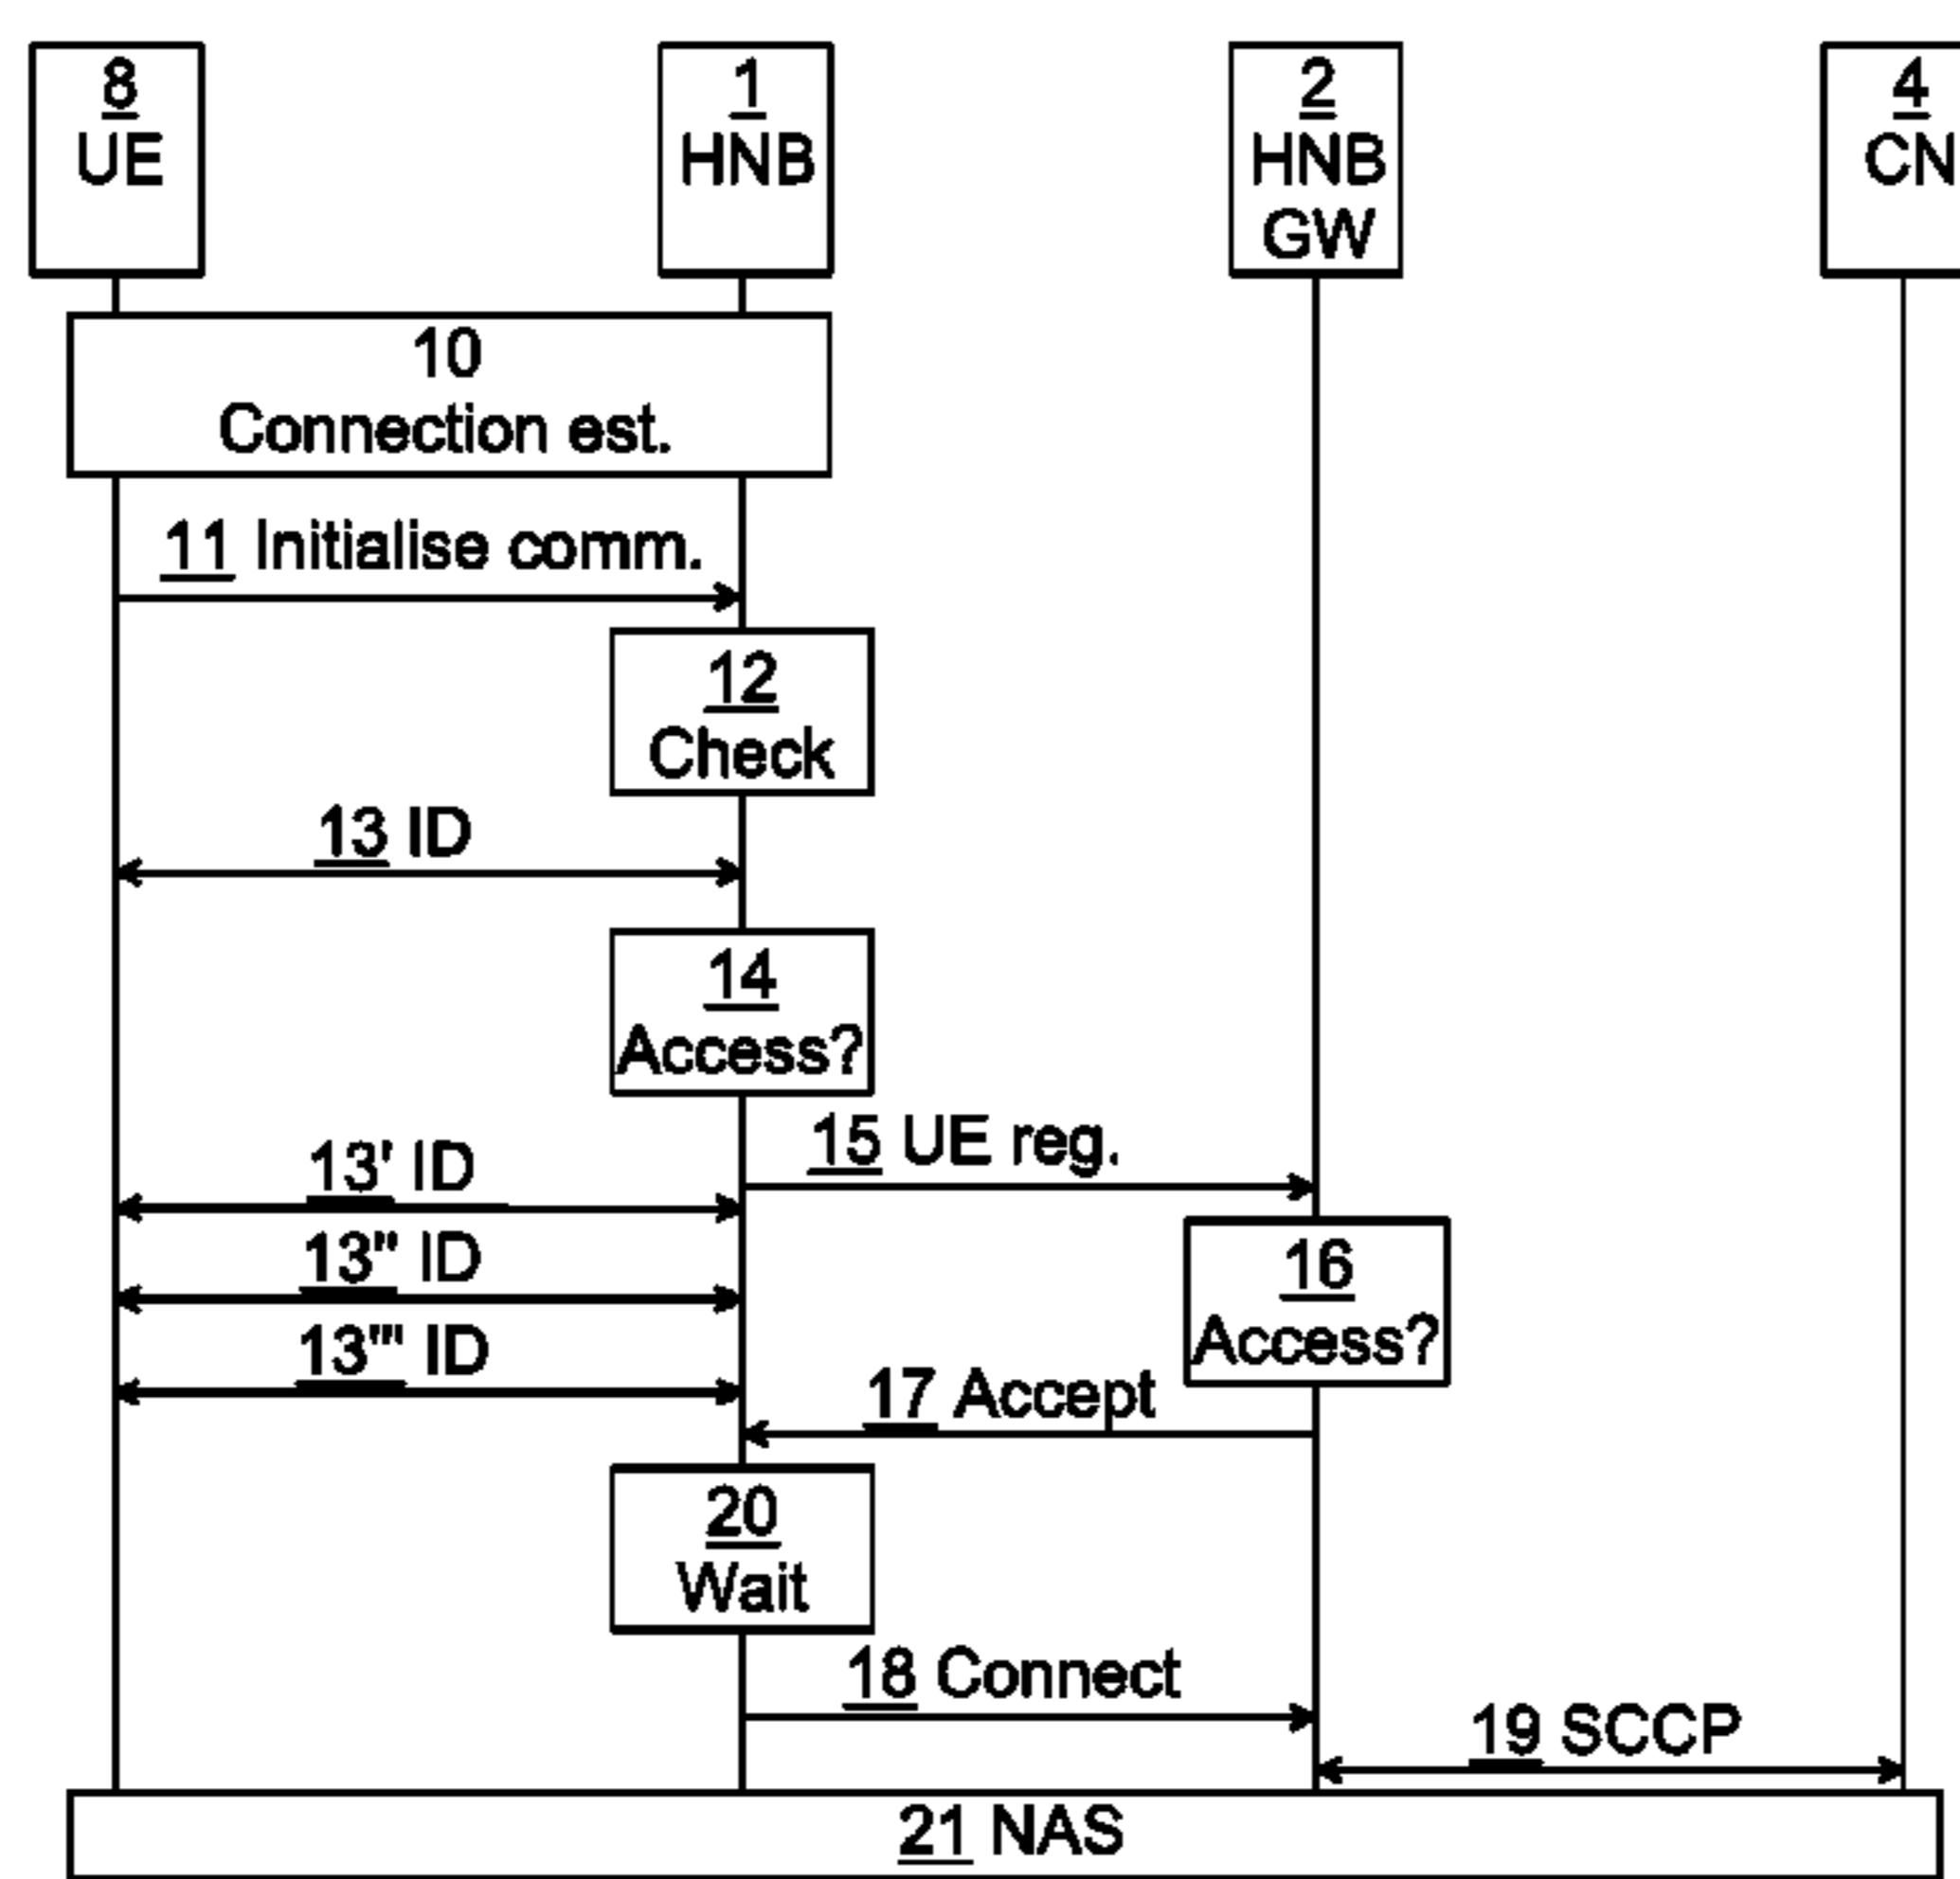 8
UE
1
HNB
2
HNB
GW
4
CN
10
Connection est.
11 Initialise comm.
12
Check
13 ID
14
Access?
15 UE reg.
13' ID
13" ID
16
Access?
13"' ID
17 Accept
20
Wait
18 Connect
19 SCCP
21 NAS